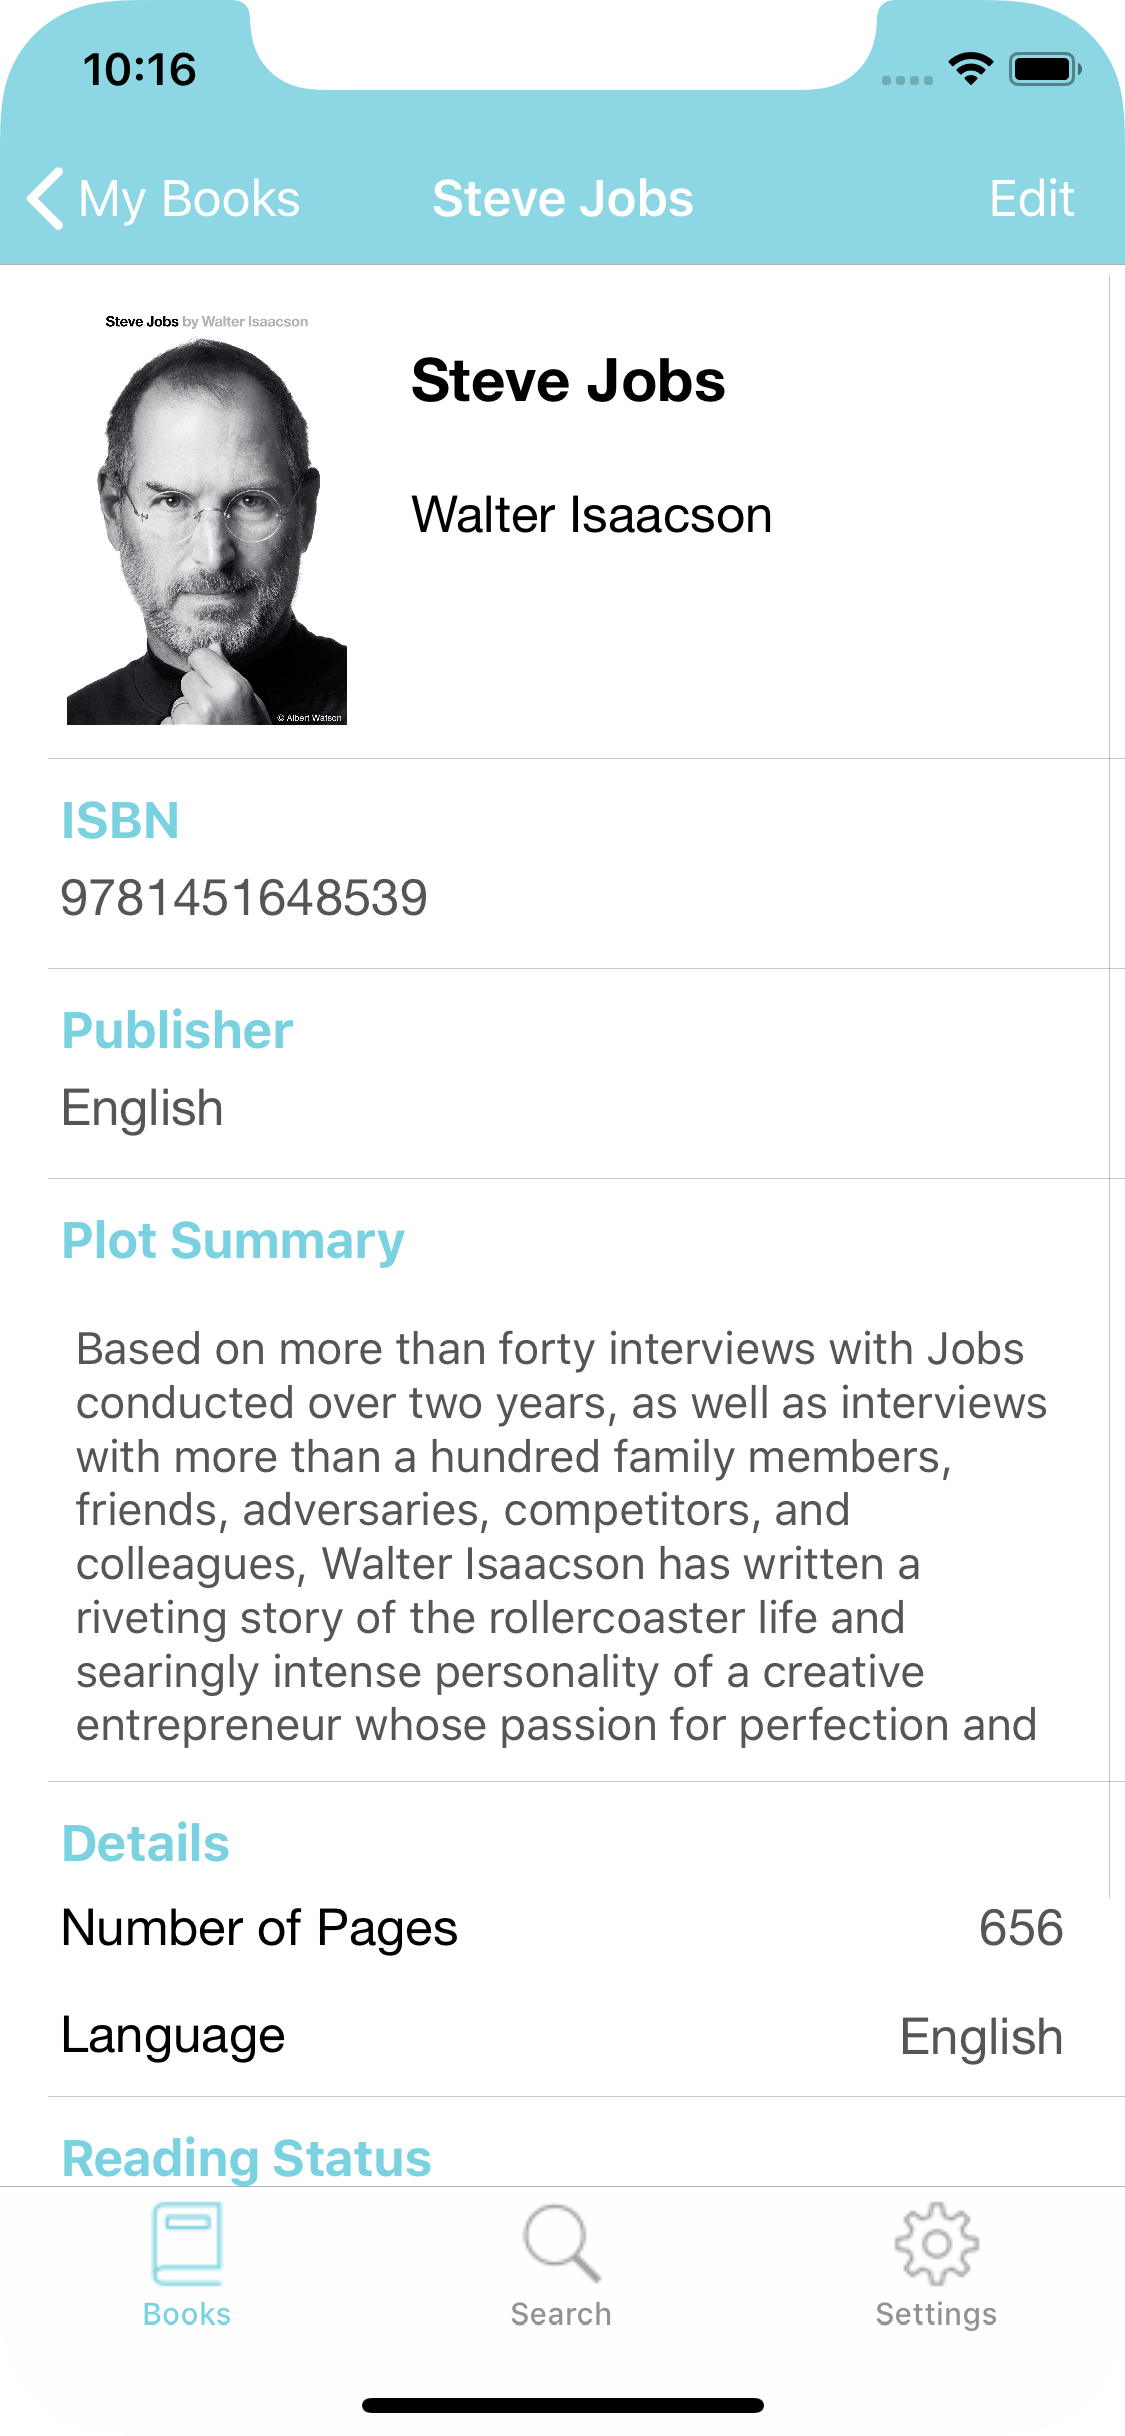 10:16
My Books
Steve Jobs
Edit
Steve Jobs by Walter Isaacson
© Albert Watson
Steve Jobs
Walter Isaacson
ISBN
9781451648539
Publisher
English
Plot Summary
Based on more than forty interviews with Jobs
conducted over two years, as well as interviews
with more than a hundred family members,
friends, adversaries, competitors, and
colleagues, Walter Isaacson has written a
riveting story of the rollercoaster life and
searingly intense personality of a creative
entrepreneur whose passion for perfection and
Details
Number of Pages 656
Language English
Reading Status
Books
Search
Settings